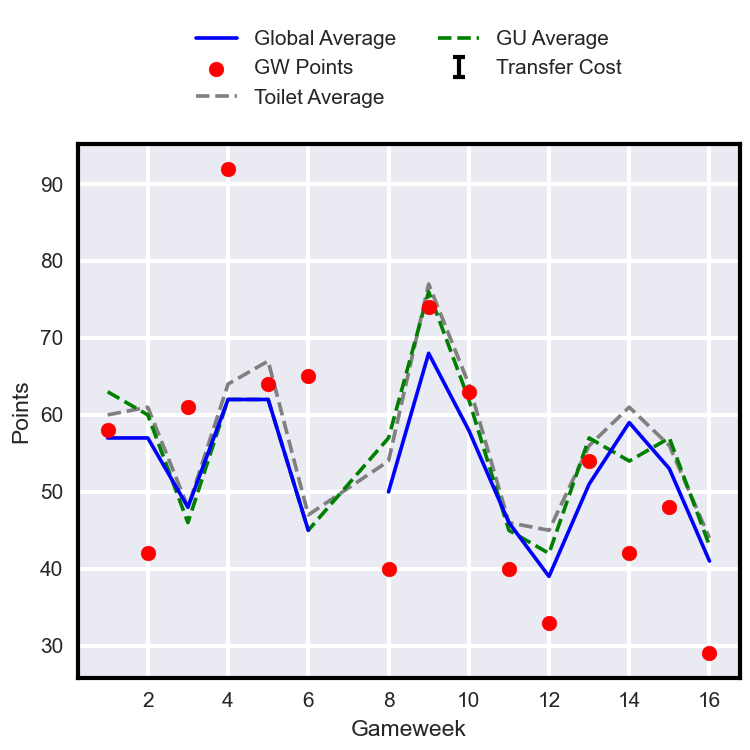 Global Average
GW Points
Toilet Average
GU Average
Transfer Cost
90
80
70
60
50
40
30
Points
2 4 6 8 10 12 14 16
Gameweek